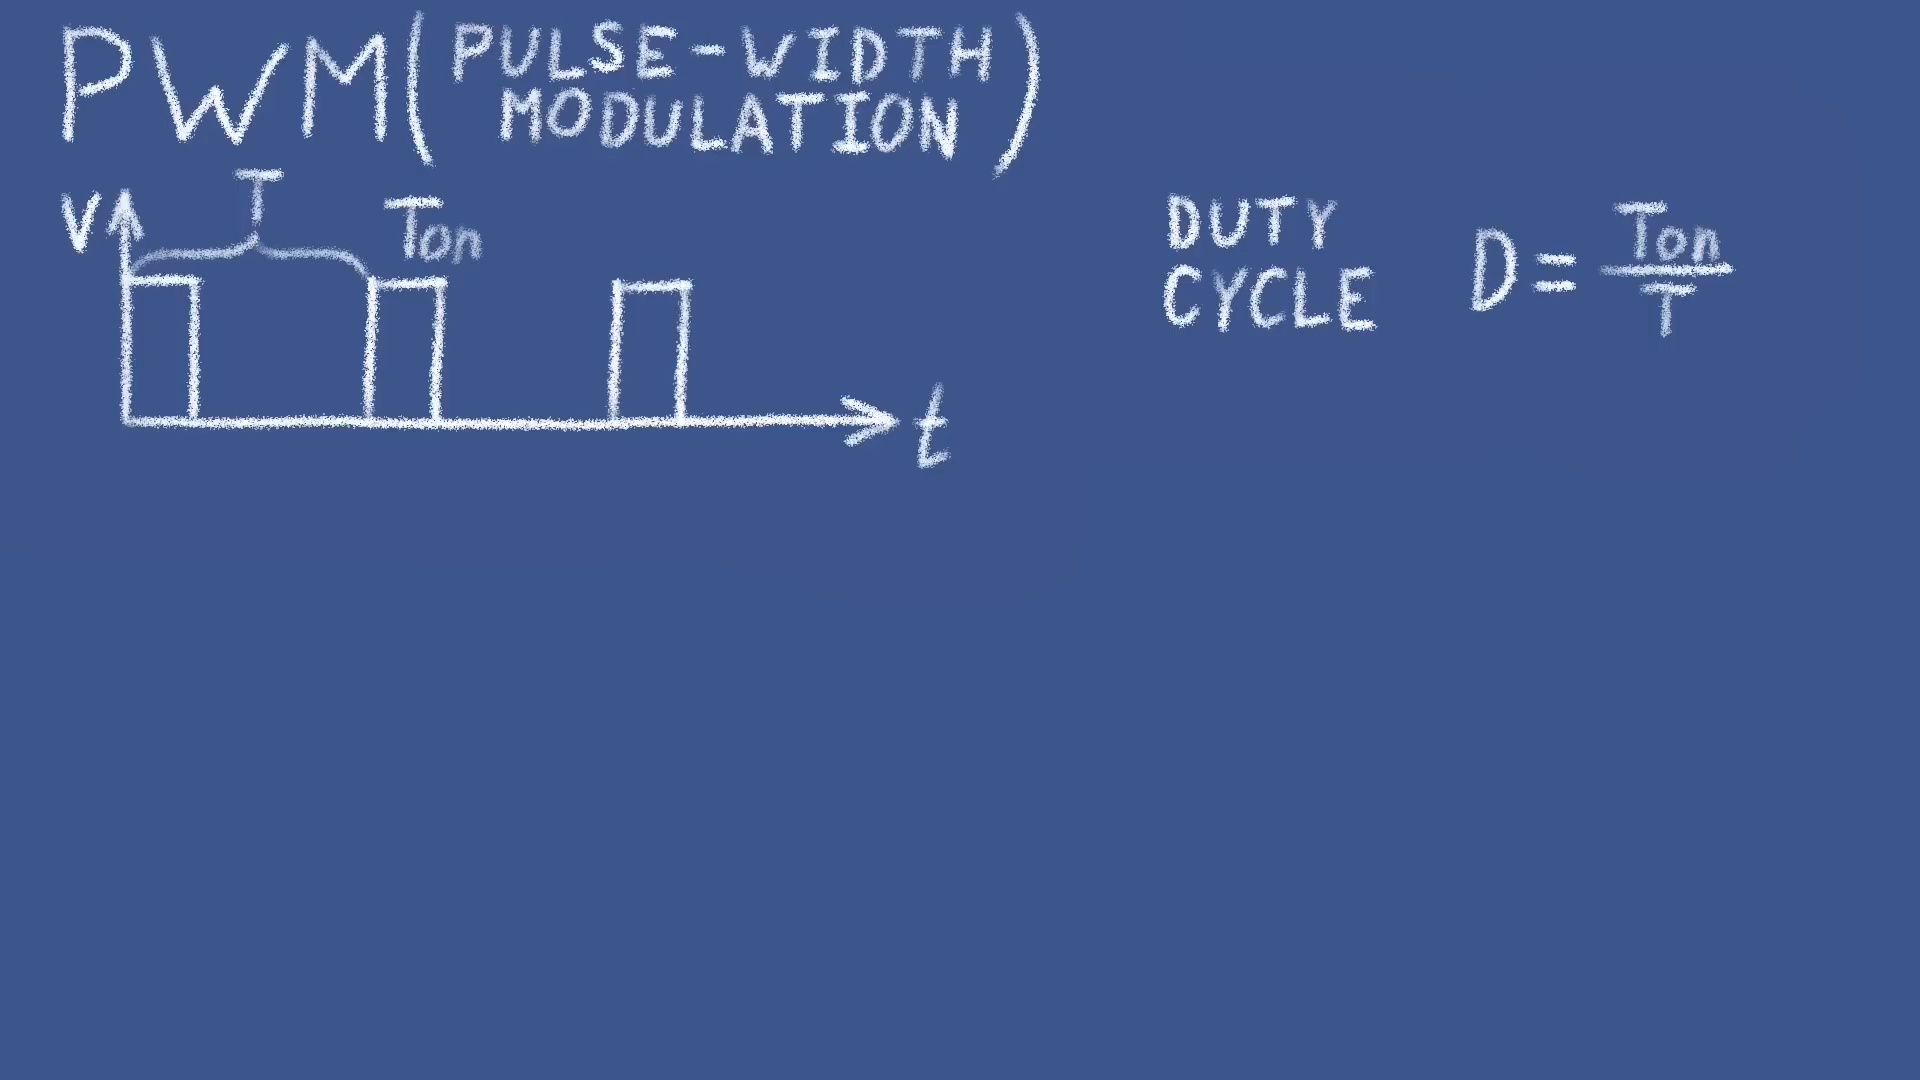 PWM (PULSE-WIDTH
MODULATION)
V
T
Ton
t
DUTY
CYCLE
D = Ton
T